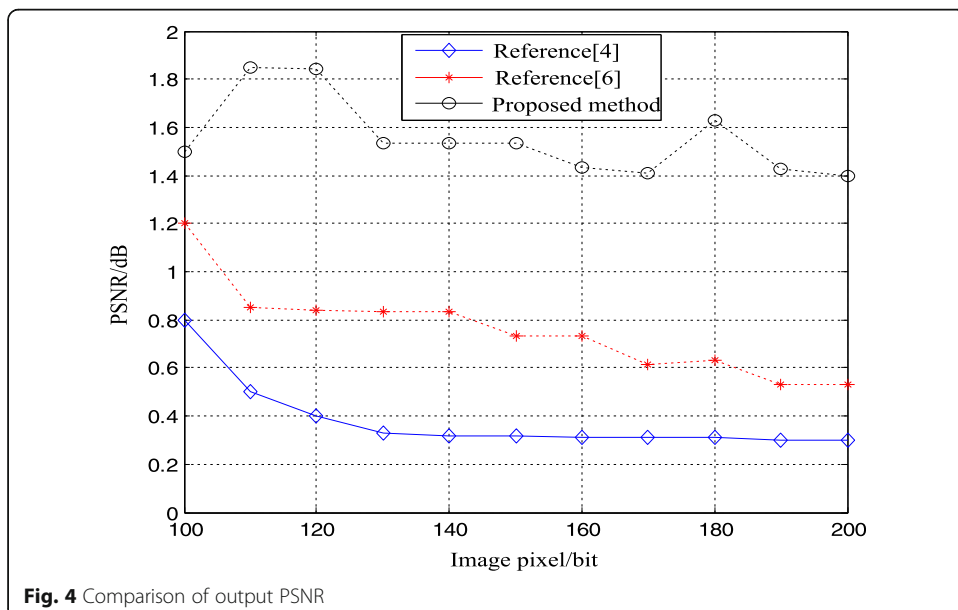 2
1.8
1.6
1.4
1.2
1
0.8
0.6
0.4
0.2
0
PSNR/dB
Reference[4]
Reference[6]
Proposed method
100 120 140 160 180 200
Image pixel/bit
Fig. 4 Comparison of output PSNR